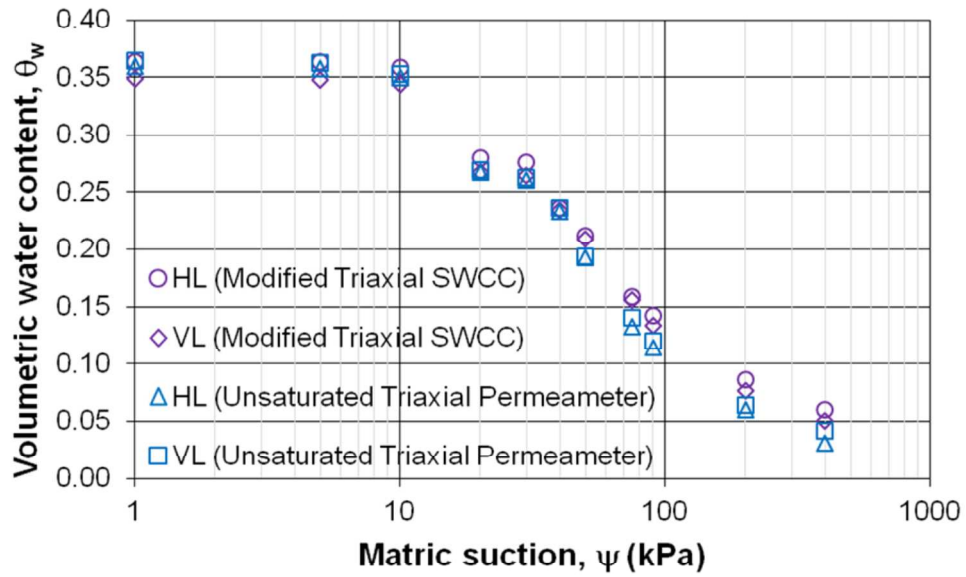 0.40
0.35
0.30
0.25
0.20
0.15
0.10
0.05
0.00
Volumetric water content, θw
HL (Modified Triaxial SWCC)
VL (Modified Triaxial SWCC)
HL (Unsaturated Triaxial Permeameter)
VL (Unsaturated Triaxial Permeameter)
1 10 100 1000
Matric suction, ψ (kPa)